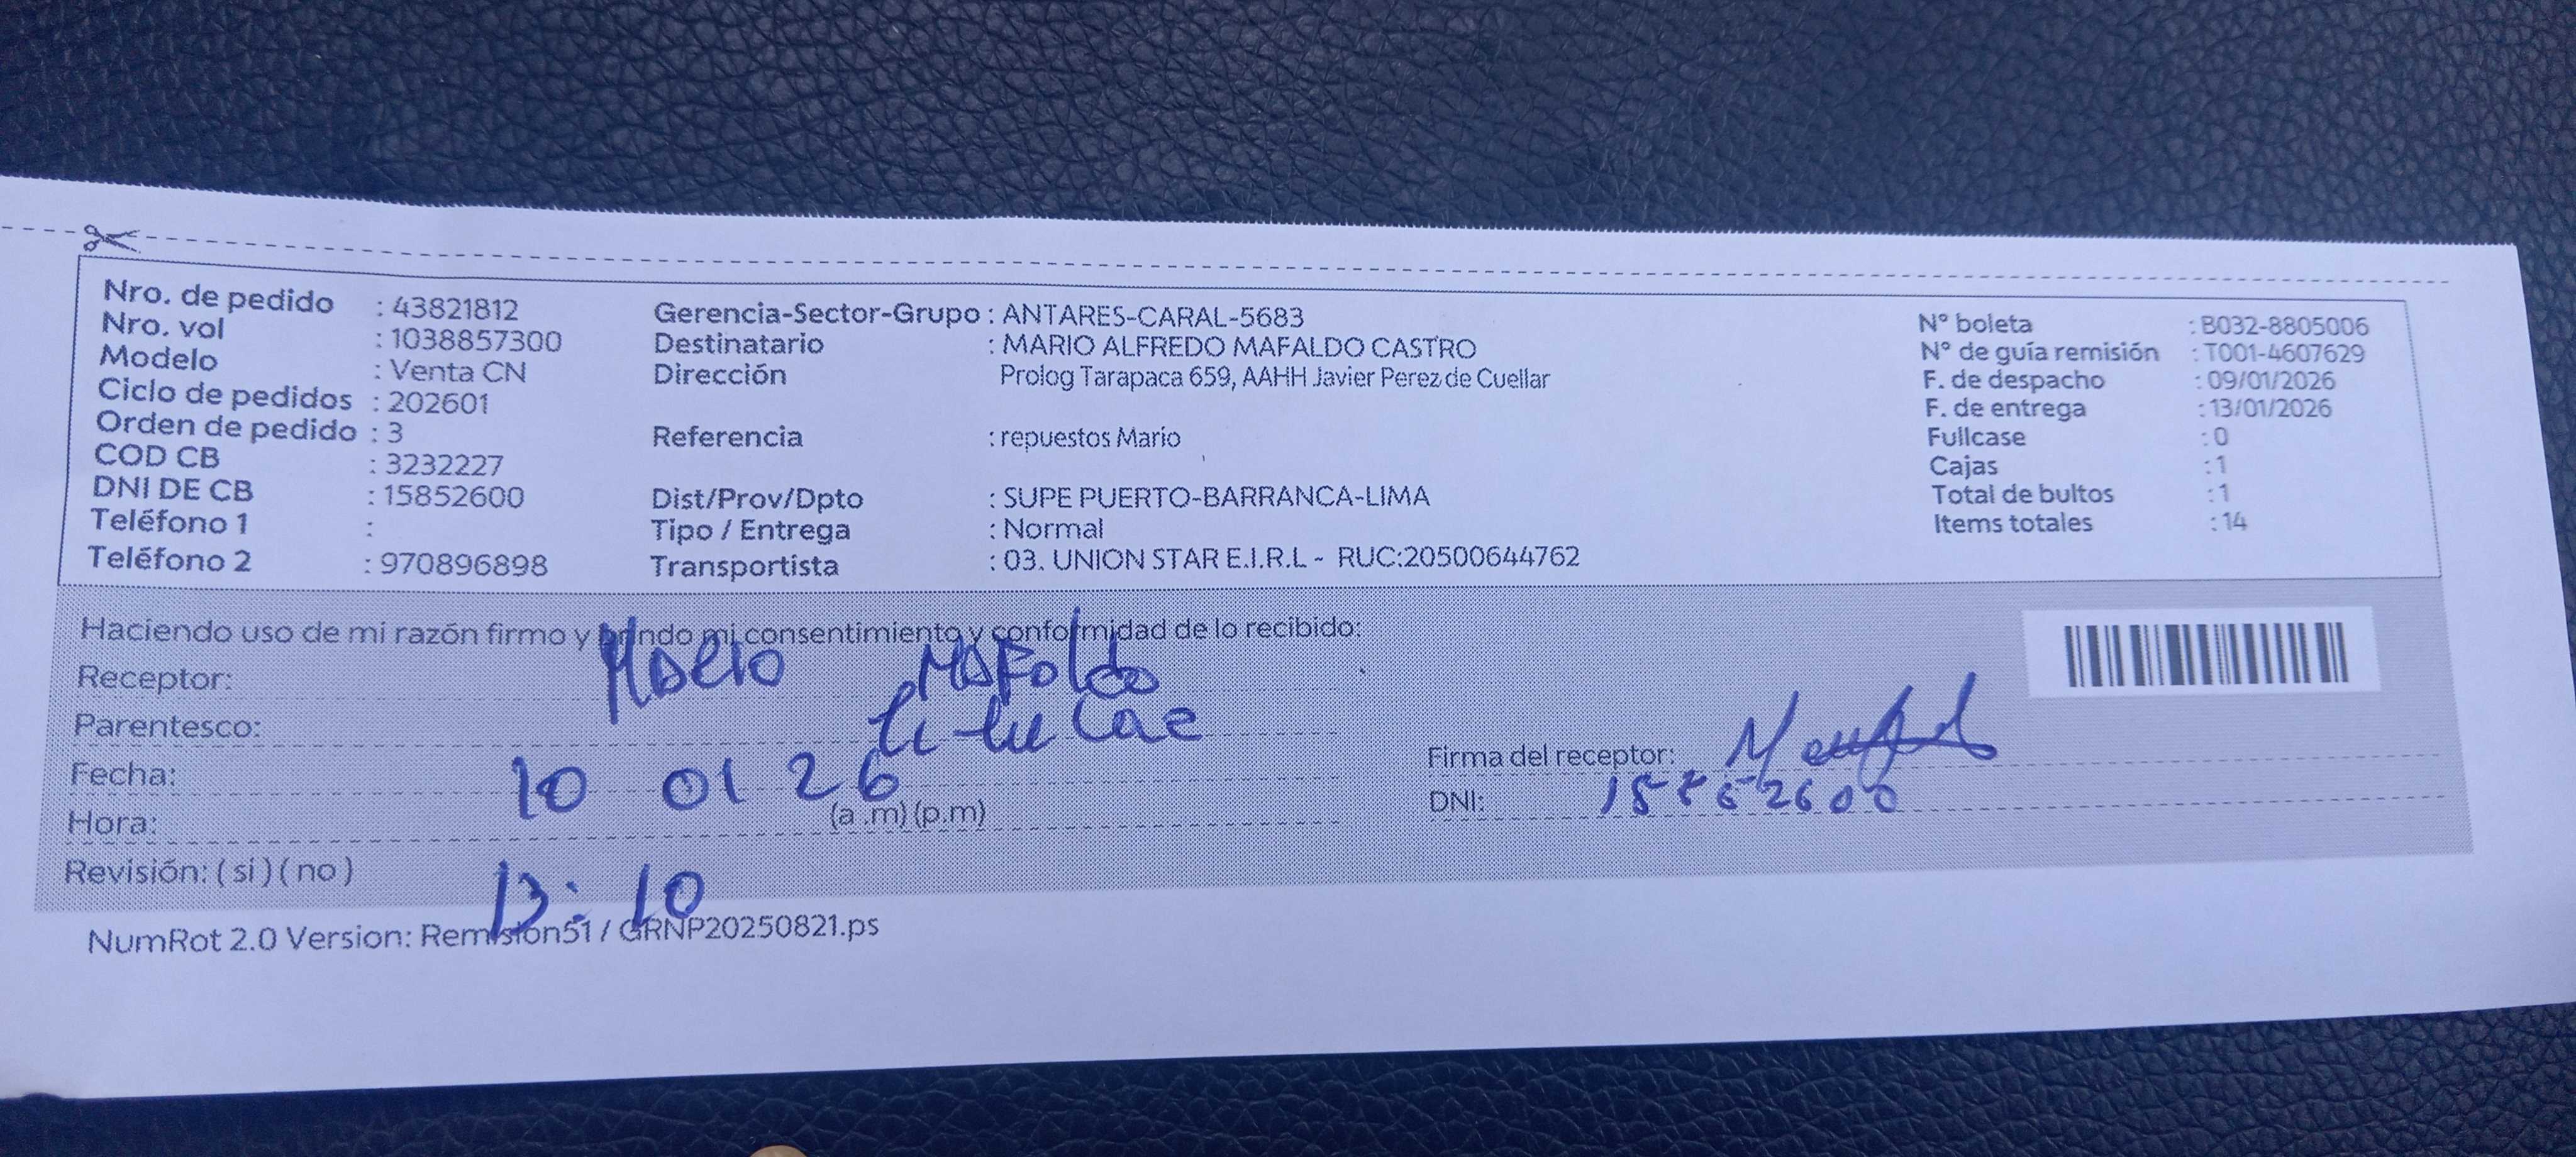 Nro. de pedido : 43821812
Nro. vol : 1038857300
Modelo : Venta CN
Ciclo de pedidos : 202601
Orden de pedido : 3
COD CB : 3232227
DNI DE CB : 15852600
Teléfono 1 :
Teléfono 2 : 970896898
Gerencia-Sector-Grupo : ANTARES-CARAL-5683
Destinatario : MARIO ALFREDO MAFALDO CASTRO
Dirección Prolog Tarapaca 659, AAHH Javier Perez de Cuellar
Referencia : repuestos Mario
Dist/Prov/Dpto : SUPE PUERTO-BARRANCA-LIMA
Tipo / Entrega : Normal
Transportista : 03. UNION STAR E.I.R.L - RUC:20500644762
N° boleta : B032-8805006
N° de guía remisión : T001-4607629
F. de despacho : 09/01/2026
F. de entrega : 13/01/2026
Fullcase : 0
Cajas : 1
Total de bultos : 1
Items totales : 14
Haciendo uso de mi razón firmo y brindo mi consentimiento y conformidad de lo recibido:
Receptor: Mario Mafaldo
Parentesco: titular
Fecha: 10 01 26
Hora: (a.m) (p.m)
Revisión: ( si ) ( no ) 13:10
Firma del receptor:
DNI: 15852600
NumRot 2.0 Version: Remision51 / GRNP20250821.ps